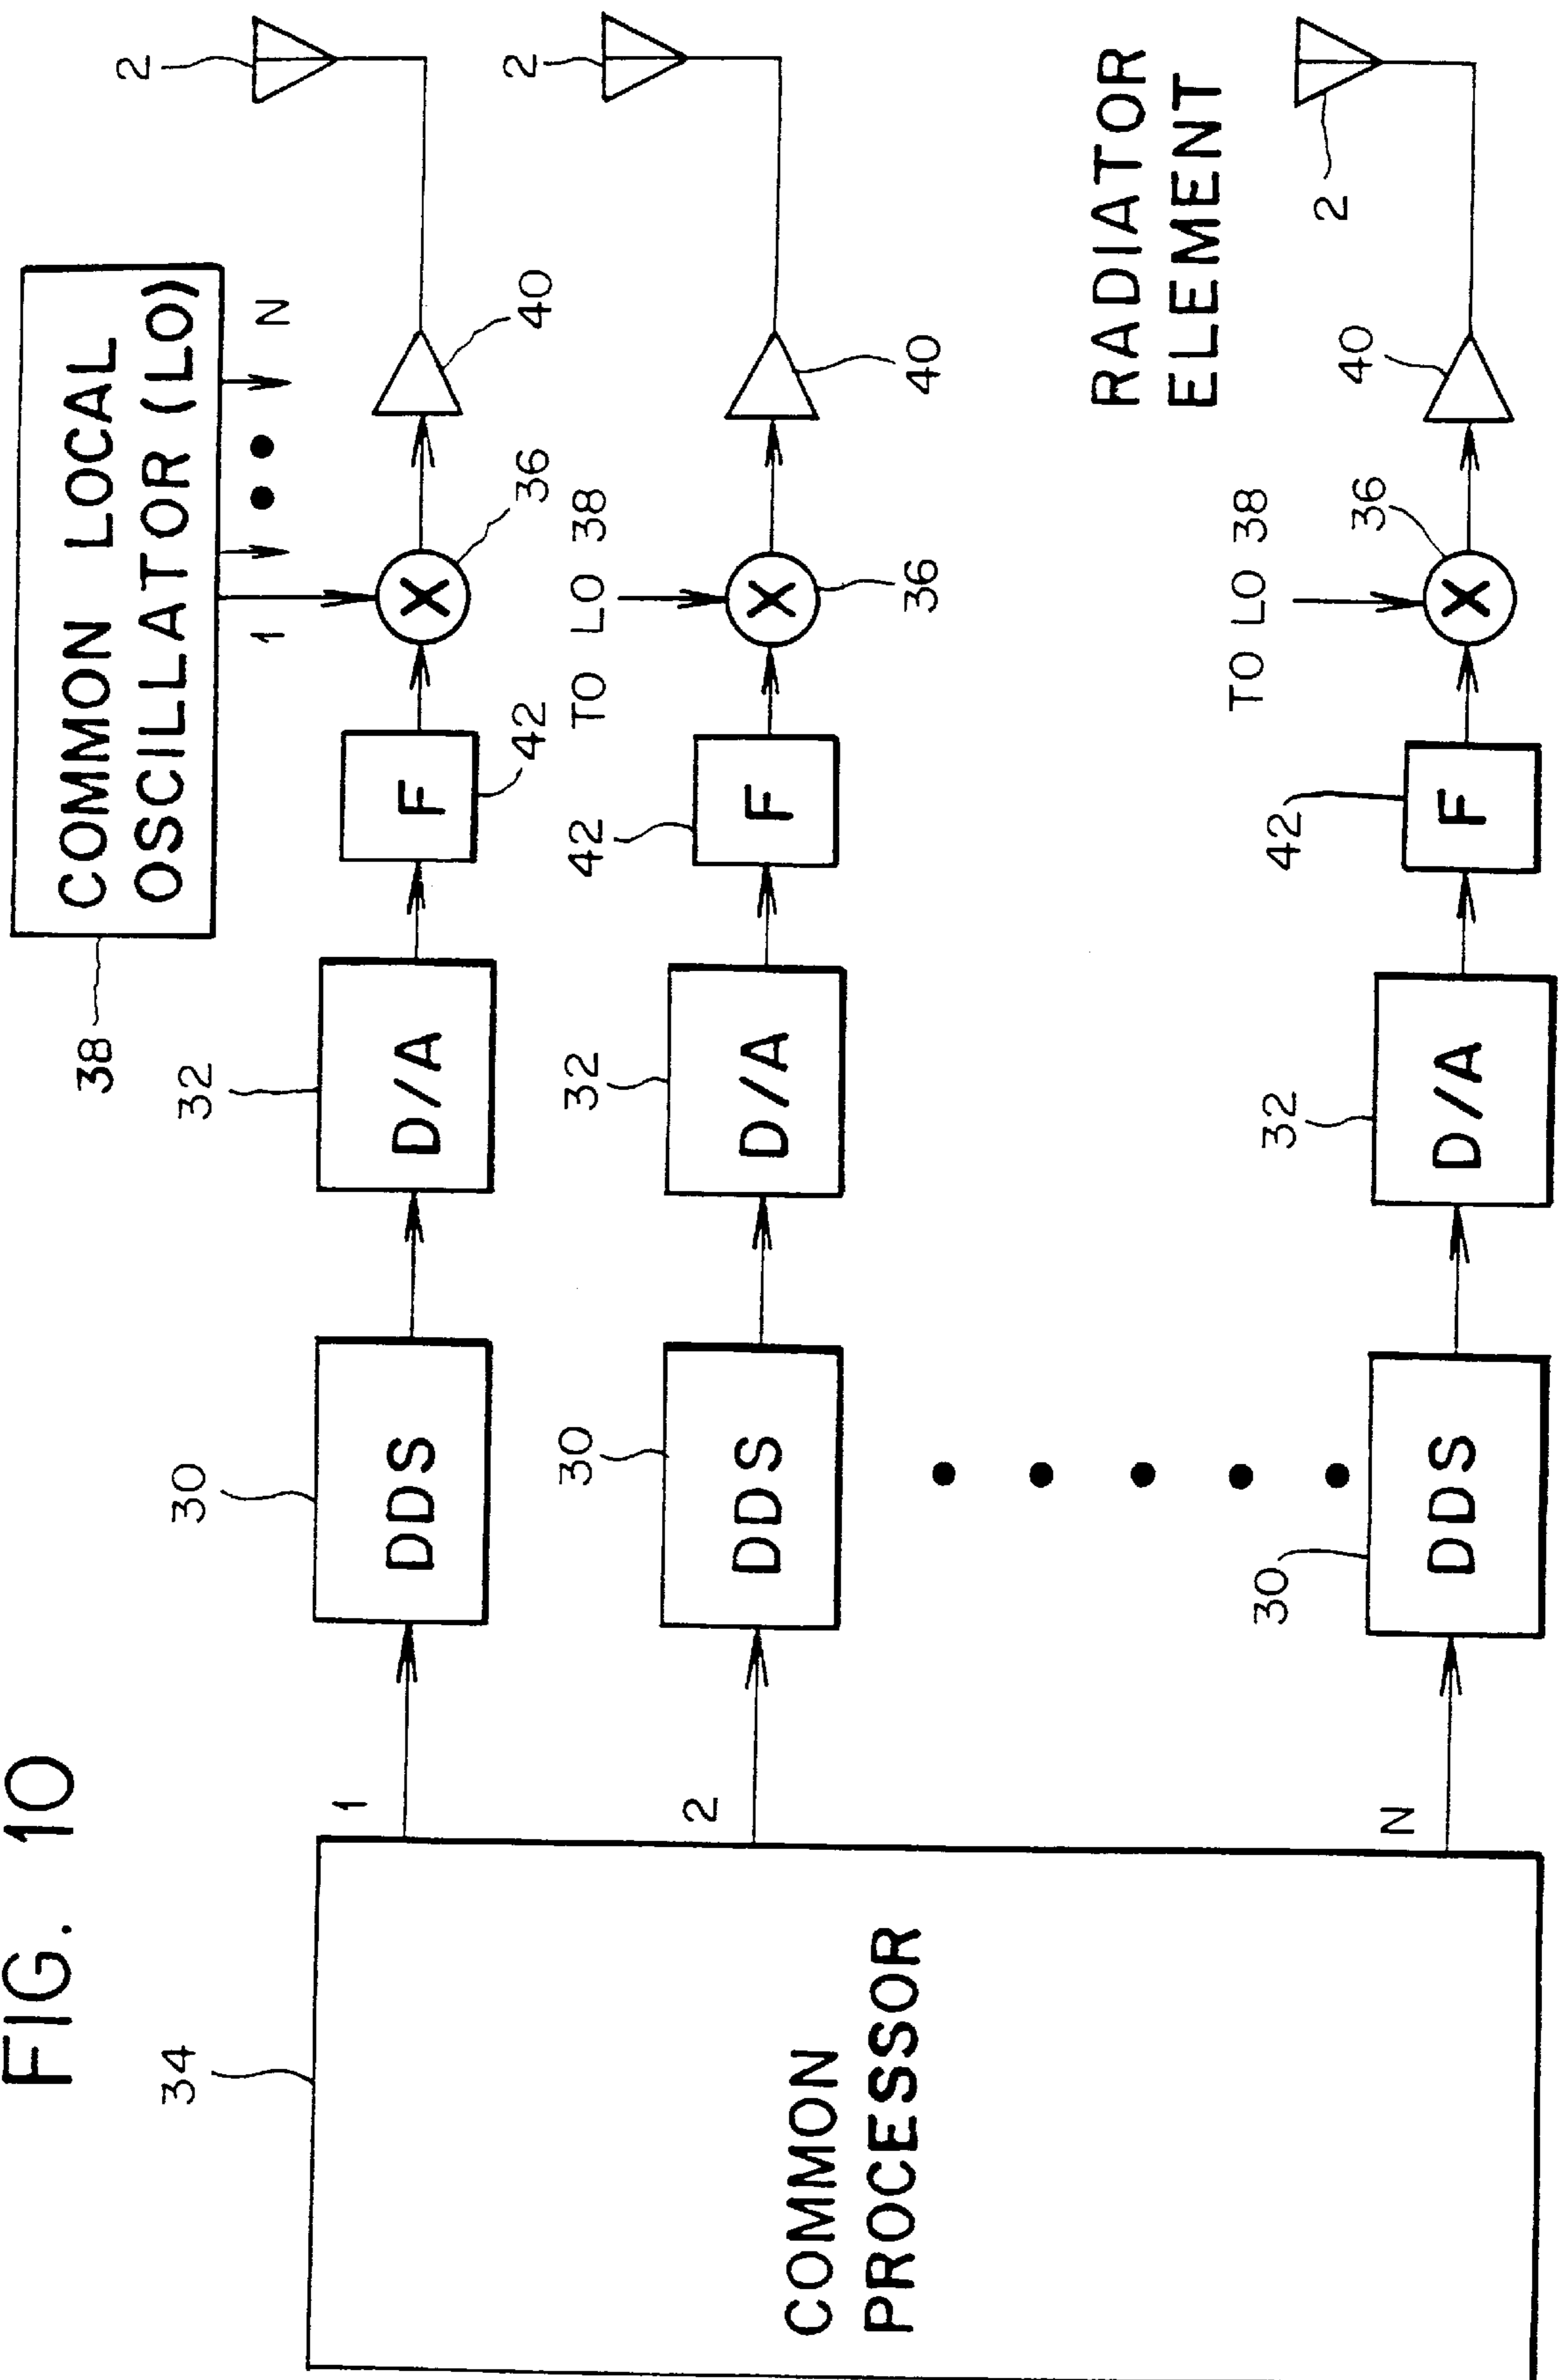 FIG. 10
COMMON LOCAL
OSCILLATOR (LO)
38
1
N
34
COMMON
PROCESSOR
1
30
DDS
32
D/A
F
42
X
36
40
2
2
30
DDS
32
D/A
42
F
TO LO 38
X
36
40
2
N
30
DDS
32
D/A
42
F
TO LO 38
X
36
40
2
RADIATOR
ELEMENT